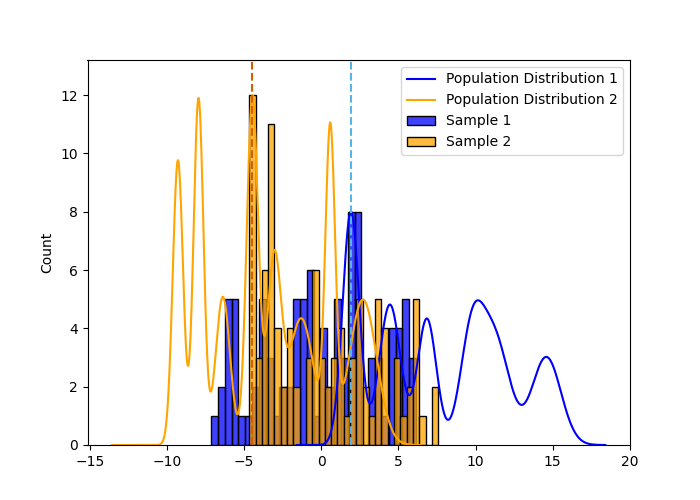 Population Distribution 1
Population Distribution 2
Sample 1
Sample 2
Count
12
10
8
6
4
2
0
−15 −10 −5 0 5 10 15 20